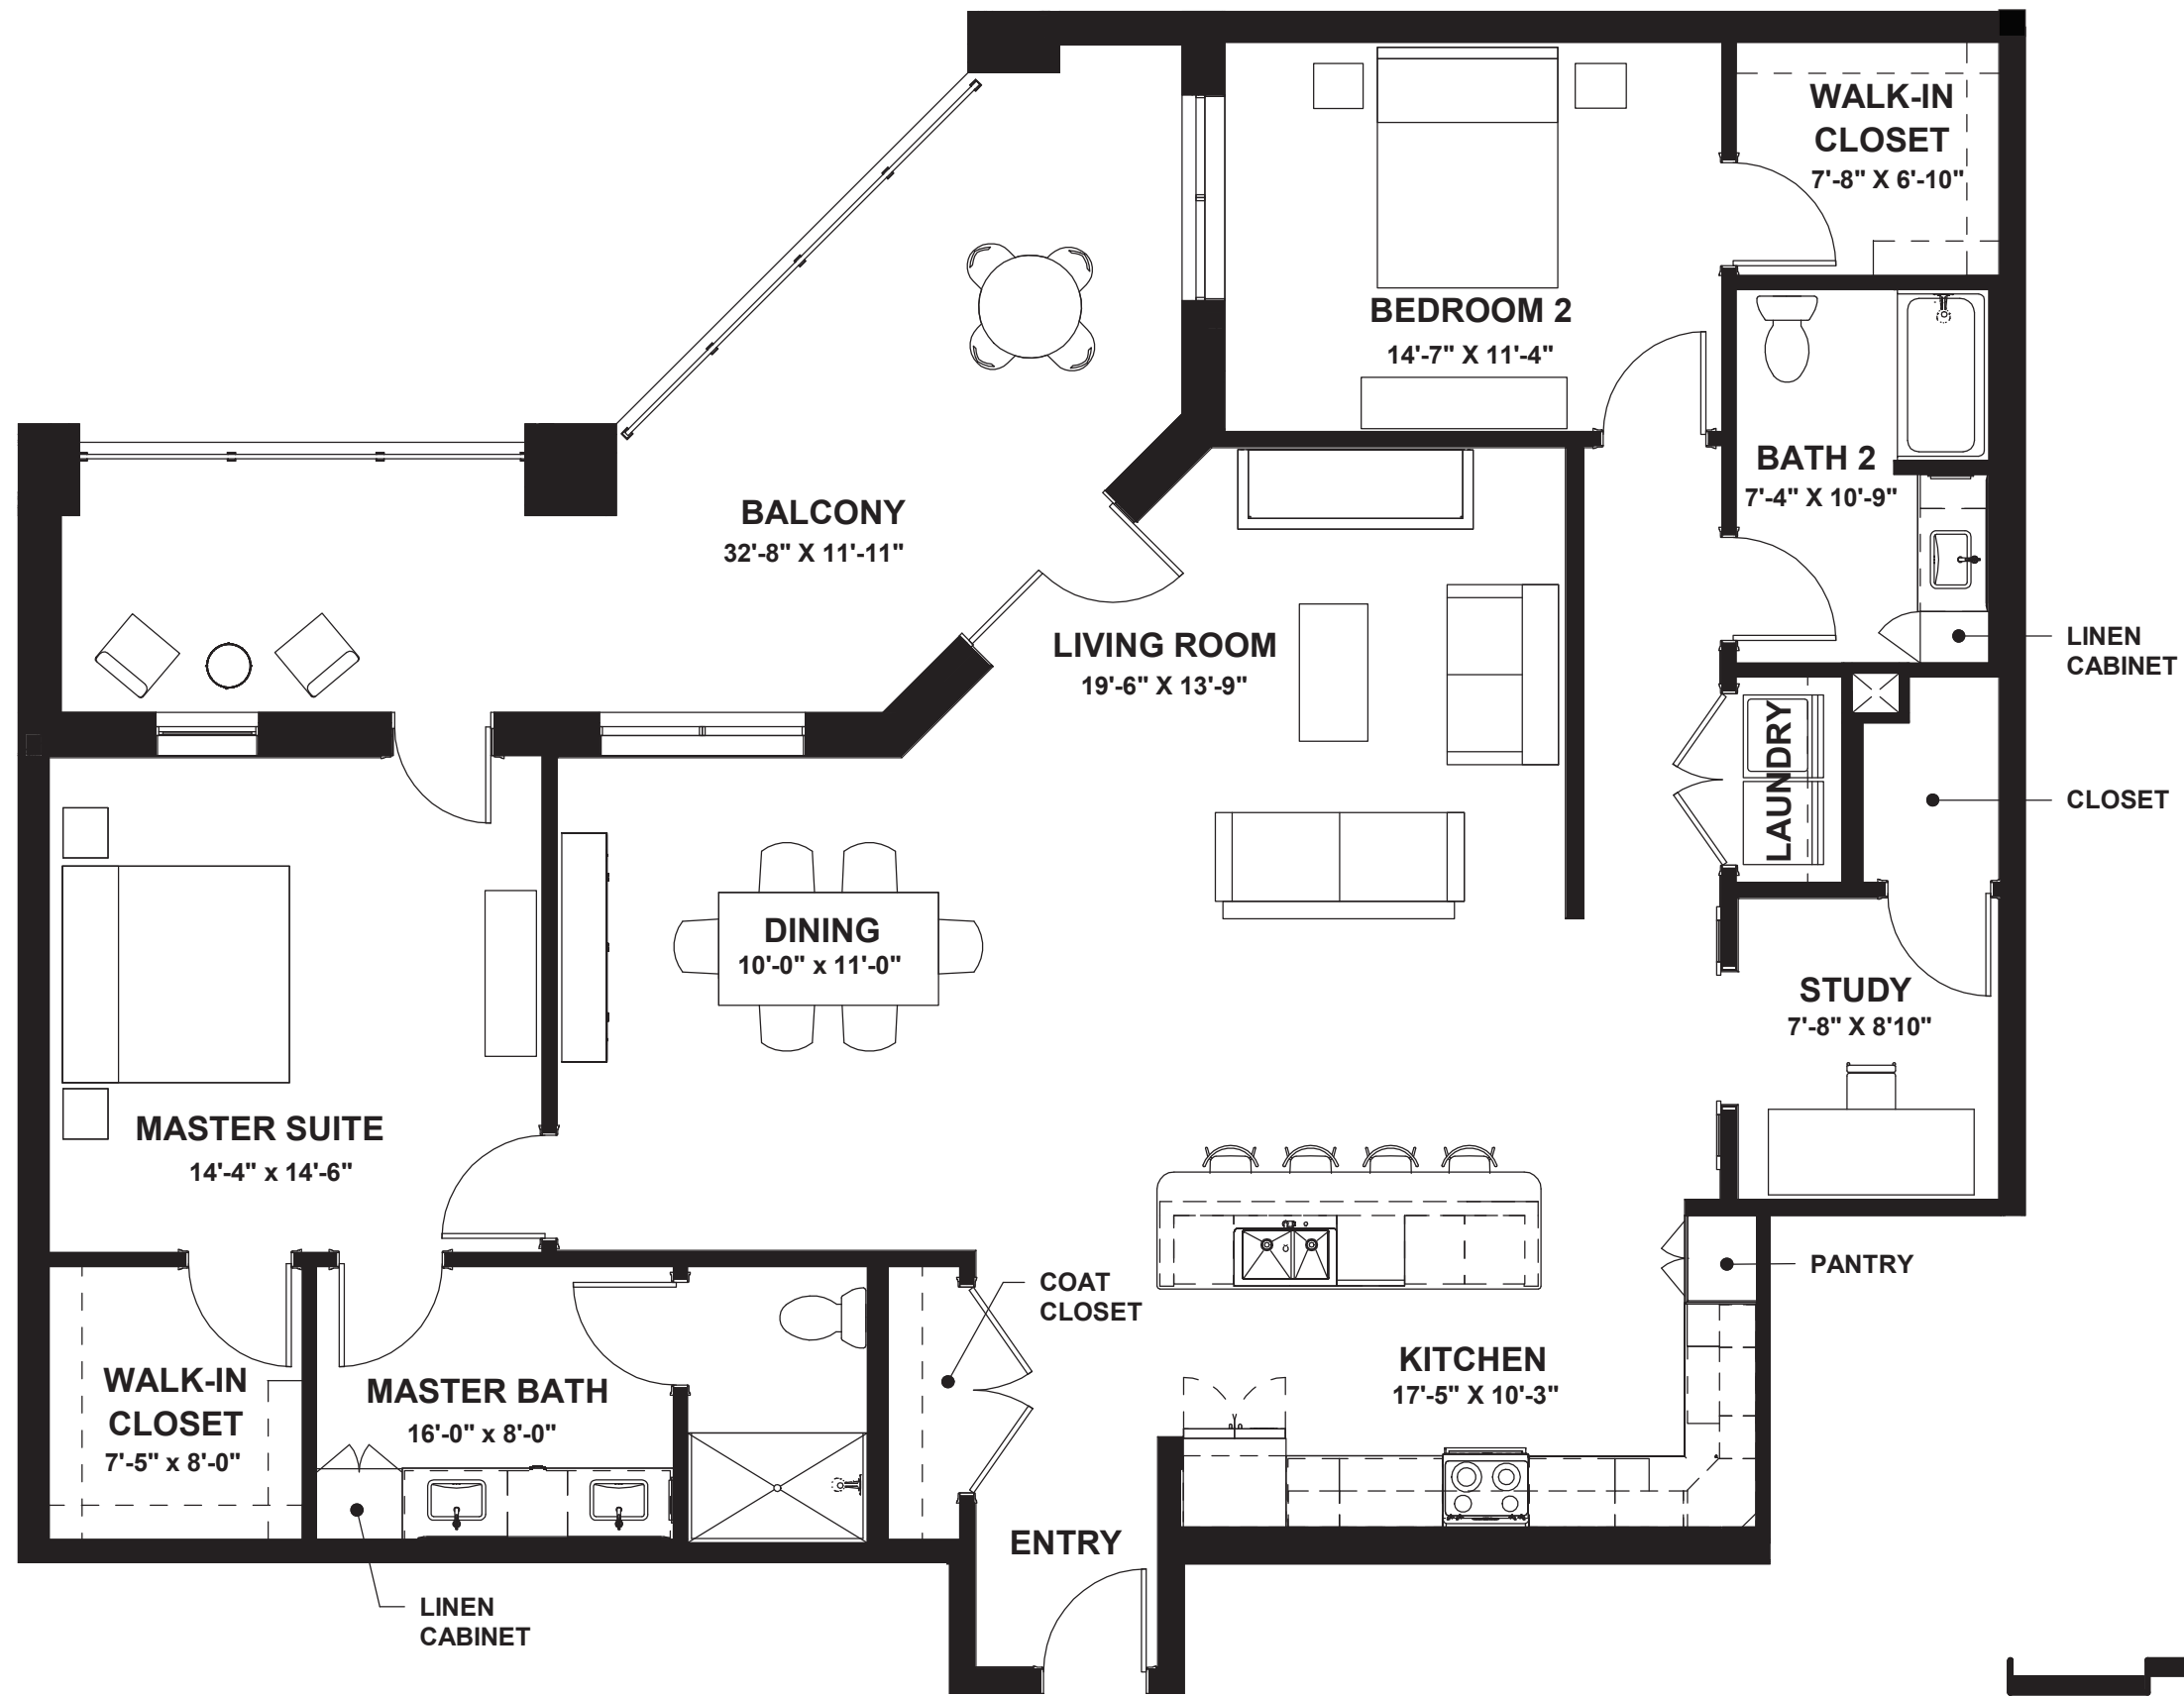 WALK-IN
CLOSET
7'-8" X 6'-10"
BEDROOM 2
14'-7" X 11'-4"
BATH 2
7'-4" X 10'-9"
BALCONY
32'-8" X 11'-11"
LIVING ROOM
19'-6" X 13'-9"
LINEN
CABINET
LAUNDRY
CLOSET
DINING
10'-0" x 11'-0"
STUDY
7'-8" X 8'10"
MASTER SUITE
14'-4" x 14'-6"
COAT
CLOSET
PANTRY
WALK-IN
CLOSET
7'-5" x 8'-0"
MASTER BATH
16'-0" x 8'-0"
KITCHEN
17'-5" X 10'-3"
ENTRY
LINEN
CABINET